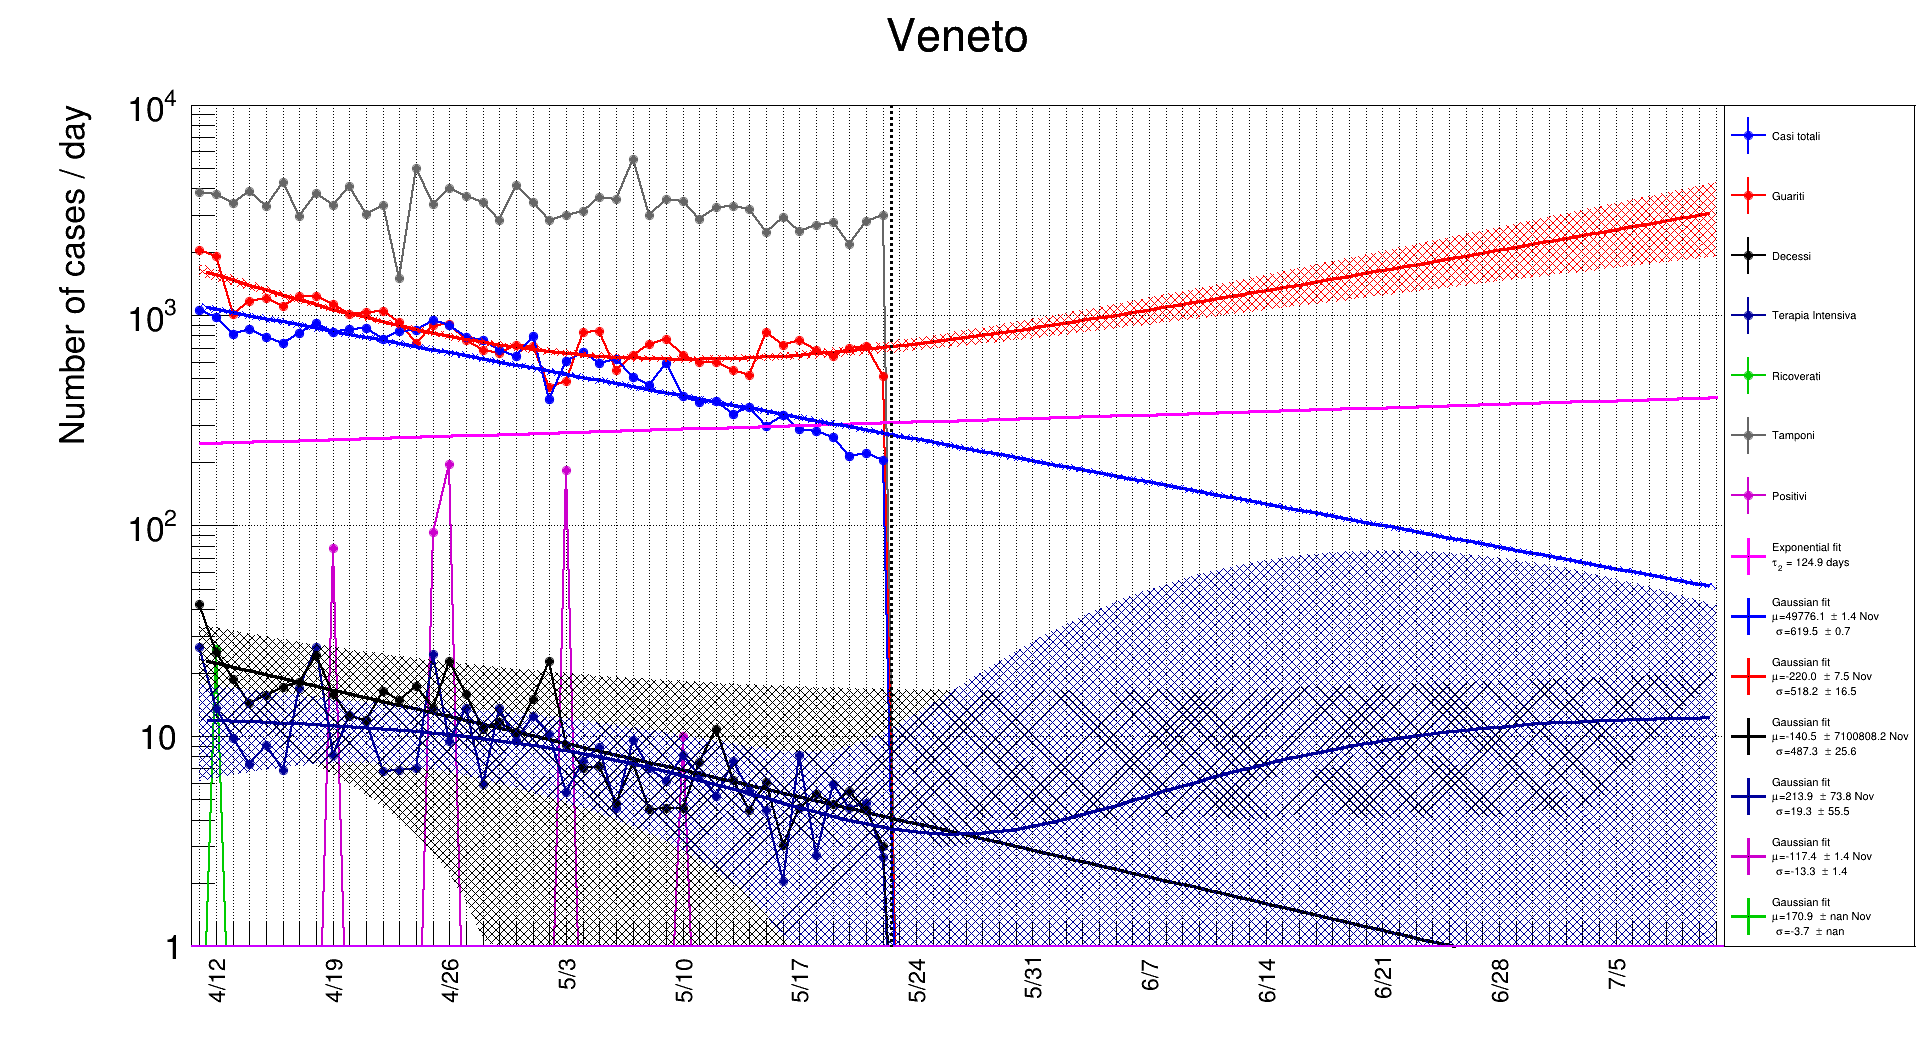 Veneto
Number of cases / day
10^4
10^3
10^2
10
1
4/12
4/19
4/26
5/3
5/10
5/17
5/24
5/31
6/7
6/14
6/21
6/28
7/5
Casi totali
Guariti
Decessi
Terapia Intensiva
Ricoverati
Tamponi
Positivi
Exponential fit
τ_2 = 124.9 days
Gaussian fit
μ=49776.1 ± 1.4 Nov
σ=619.5 ± 0.7
Gaussian fit
μ=-220.0 ± 7.5 Nov
σ=518.2 ± 16.5
Gaussian fit
μ=-140.5 ± 7100808.2 Nov
σ=487.3 ± 25.6
Gaussian fit
μ=213.9 ± 73.8 Nov
σ=19.3 ± 55.5
Gaussian fit
μ=-117.4 ± 1.4 Nov
σ=-13.3 ± 1.4
Gaussian fit
μ=170.9 ± nan Nov
σ=-3.7 ± nan